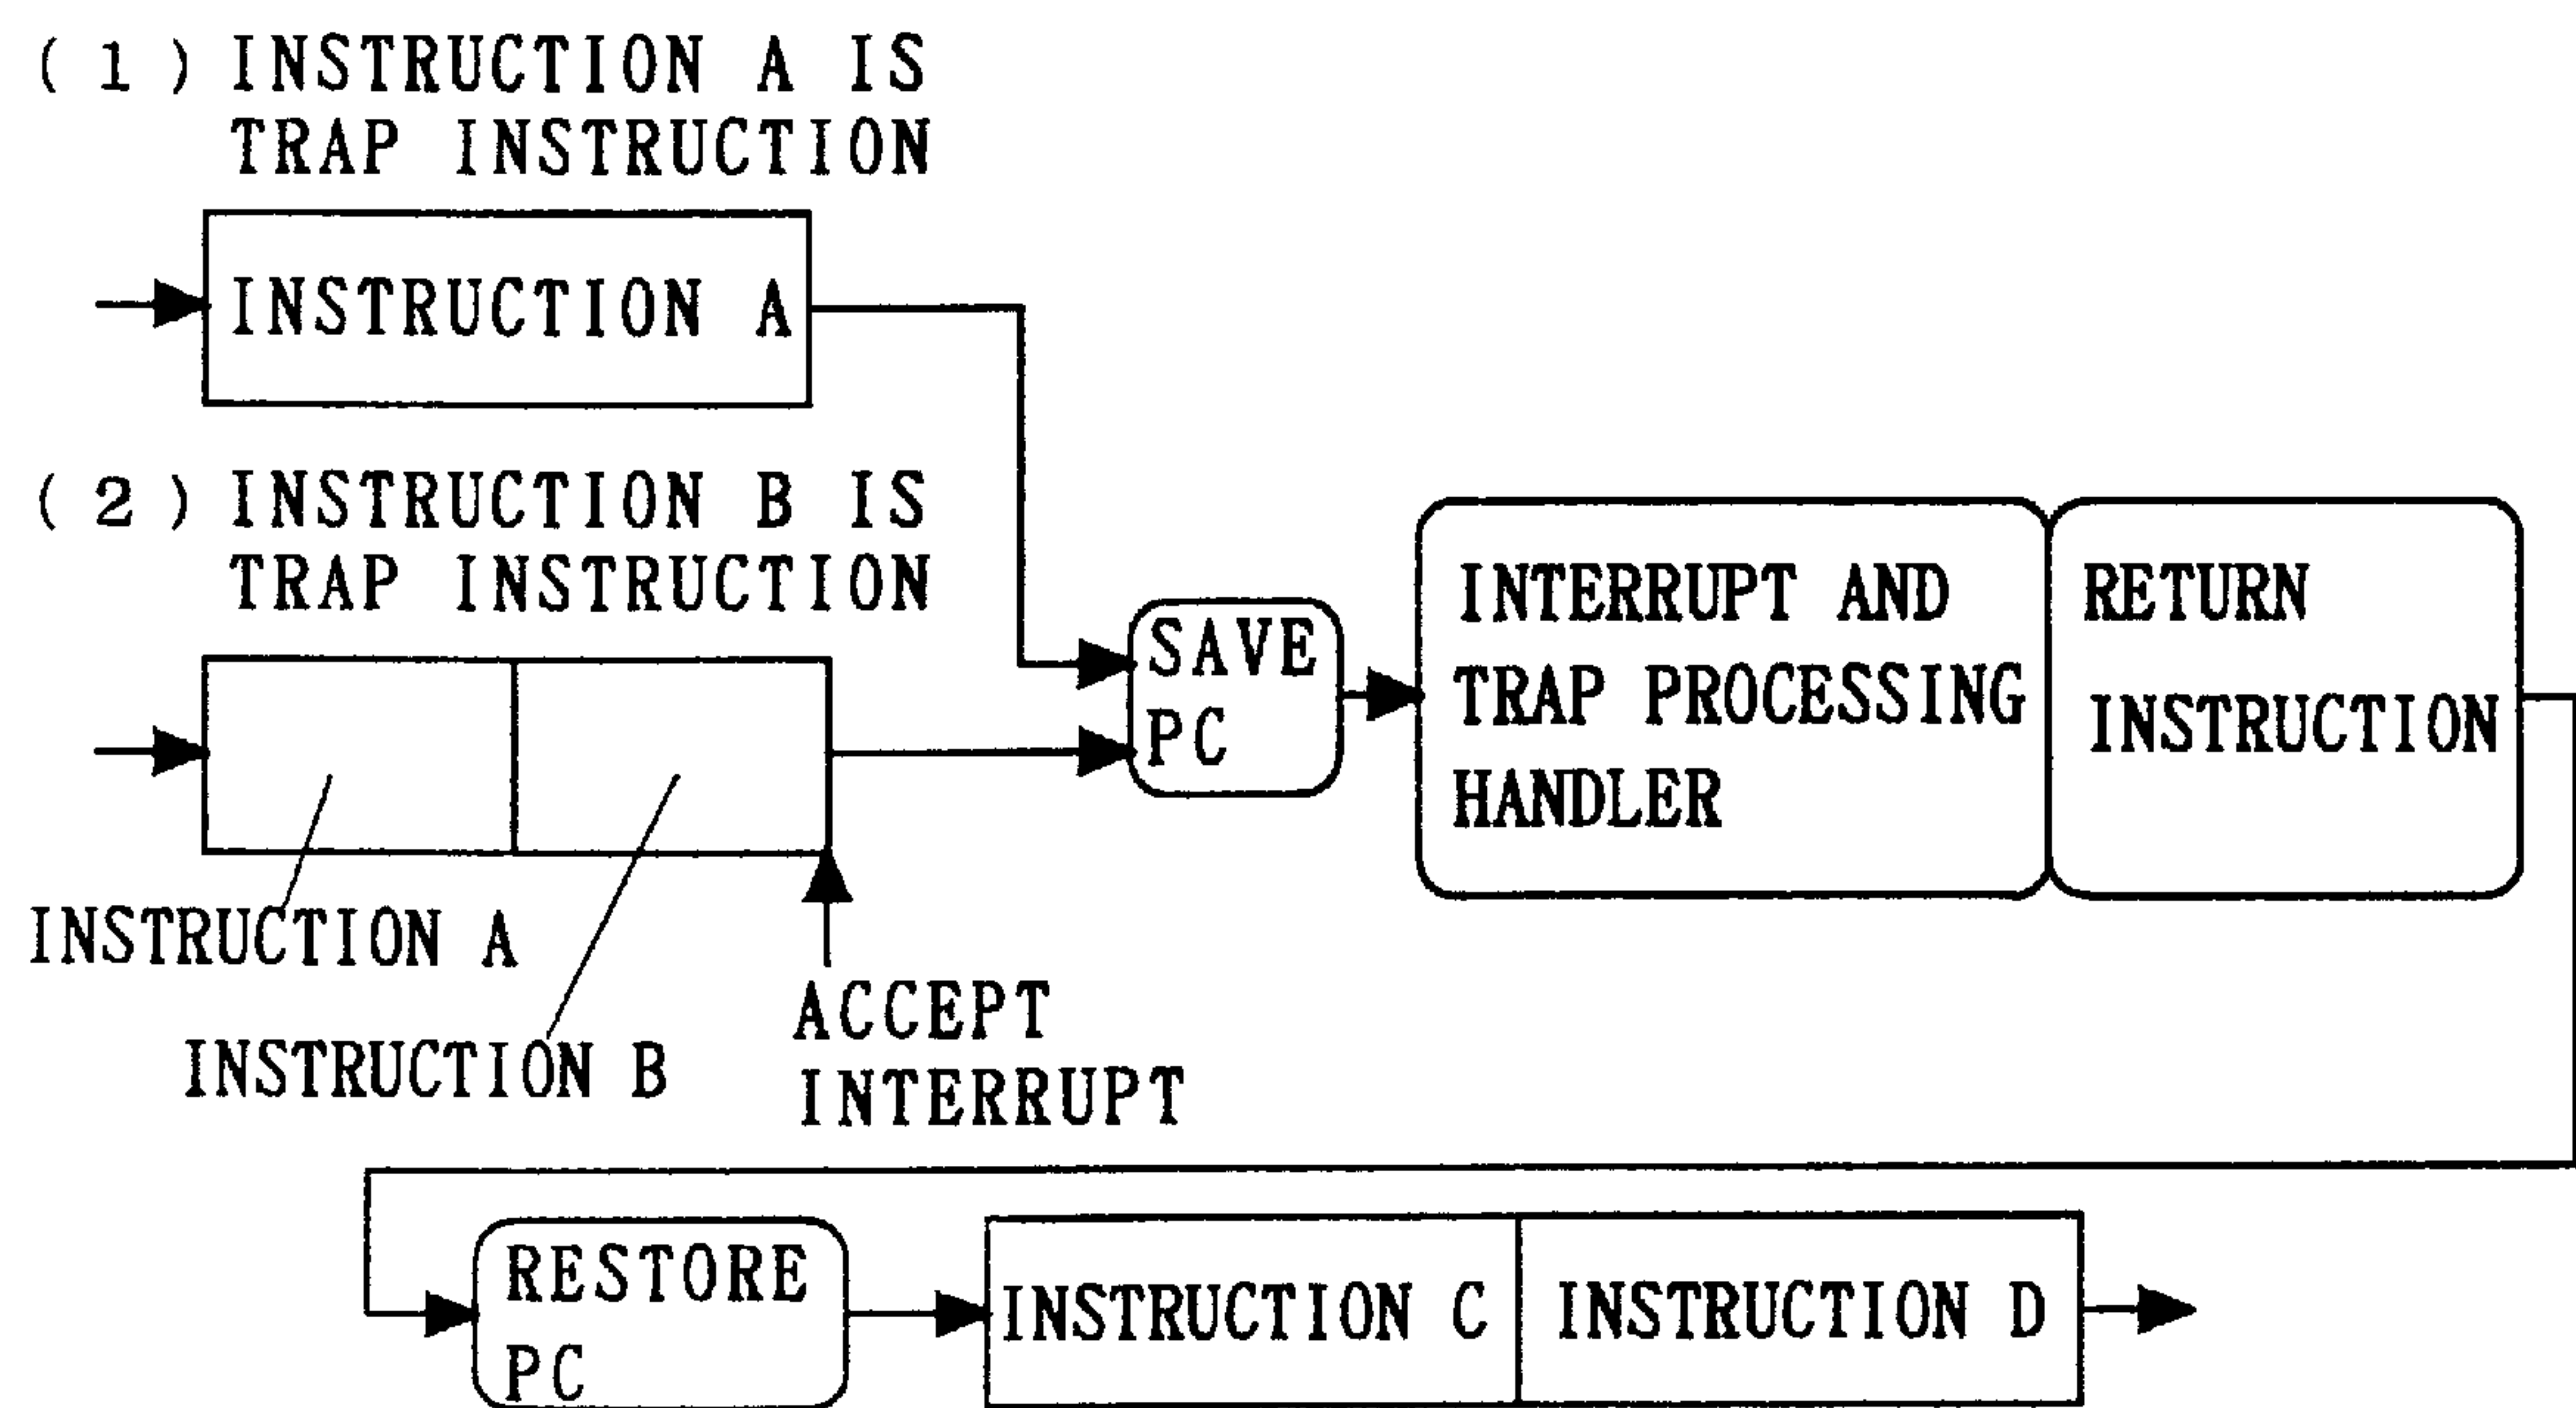 ( 1 ) INSTRUCTION A IS
TRAP INSTRUCTION
INSTRUCTION A
( 2 ) INSTRUCTION B IS
TRAP INSTRUCTION
SAVE
PC
INTERRUPT AND
TRAP PROCESSING
HANDLER
RETURN
INSTRUCTION
INSTRUCTION A
INSTRUCTION B
ACCEPT
INTERRUPT
RESTORE
PC
INSTRUCTION C
INSTRUCTION D